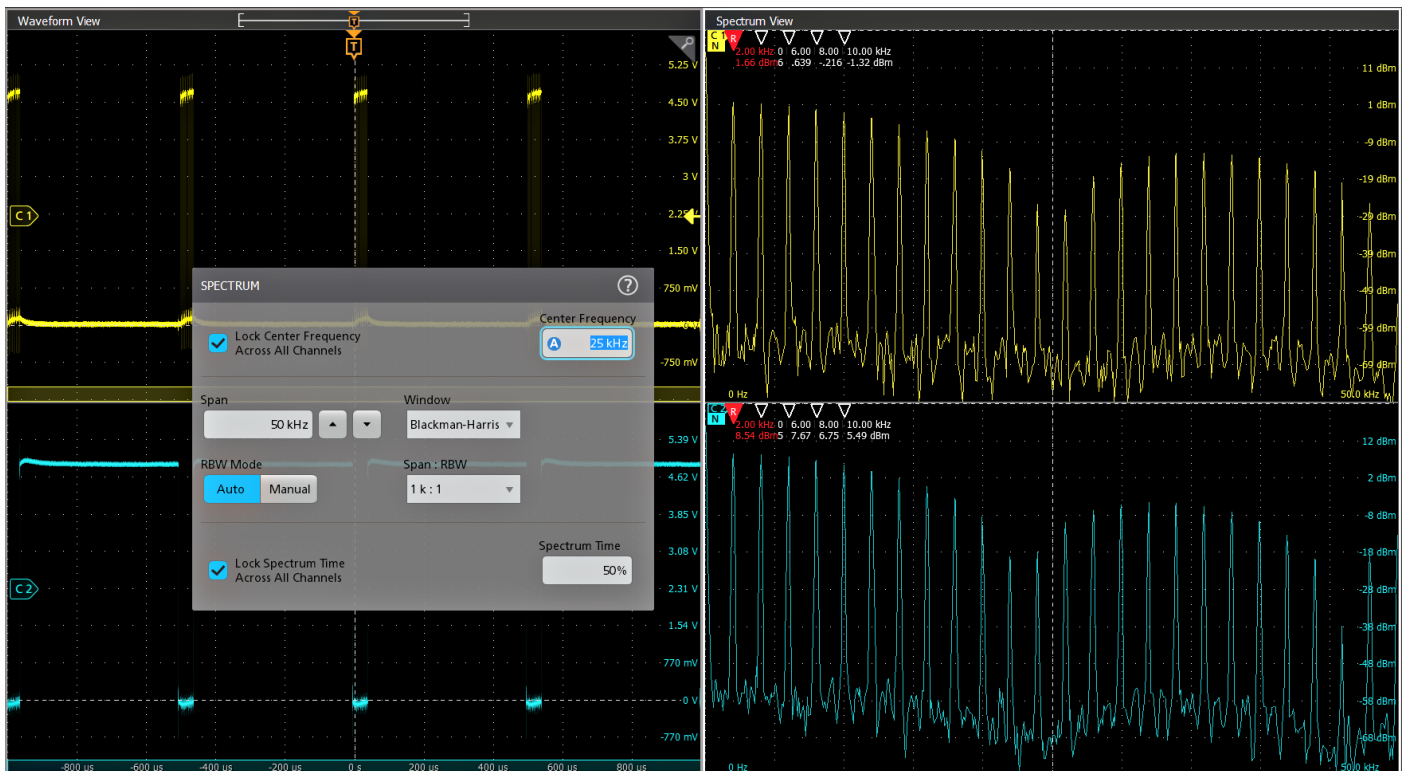 Waveform View
T
T
5.25 V
4.50 V
3.75 V
3 V
C 1
2.25
1.50 V
750 mV
-750 mV
SPECTRUM
?
Lock Center Frequency
Across All Channels
Center Frequency
A 25 kHz
Span
50 kHz
Window
Blackman-Harris
RBW Mode
Auto Manual
Span : RBW
1 k : 1
Lock Spectrum Time
Across All Channels
Spectrum Time
50%
5.39 V
4.62 V
3.85 V
3.08 V
C 2
2.31 V
1.54 V
770 mV
0 V
-770 mV
-800 us -600 us -400 us -200 us 0 s 200 us 400 us 600 us 800 us
Spectrum View
C 1
N
R
2.00 kHz 0 6.00 8.00 10.00 kHz
1.66 dBm 6 .639 -.216 -1.32 dBm
11 dBm
1 dBm
-9 dBm
-19 dBm
-29 dBm
-39 dBm
-49 dBm
-59 dBm
-69 dBm
0 Hz 50.0 kHz
C 2
N
R
2.00 kHz 0 6.00 8.00 10.00 kHz
8.54 dBm 5 7.67 6.75 5.49 dBm
12 dBm
2 dBm
-8 dBm
-18 dBm
-28 dBm
-38 dBm
-48 dBm
-58 dBm
-68 dBm
0 Hz 50.0 kHz